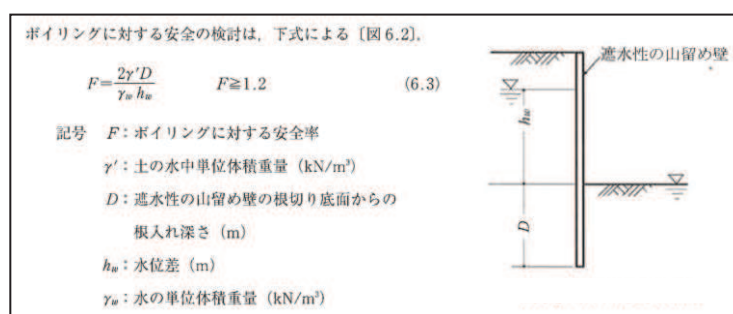 ボイリングに対する安全の検討は，下式による〔図6.2〕．
F=2γ′D/γw hw　　F≧1.2　　(6.3)
記号　F：ボイリングに対する安全率
γ′：土の水中単位体積重量（kN/m³）
D：遮水性の山留め壁の根切り底面からの
根入れ深さ（m）
hw：水位差（m）
γw：水の単位体積重量（kN/m³）
遮水性の山留め壁
hw
D